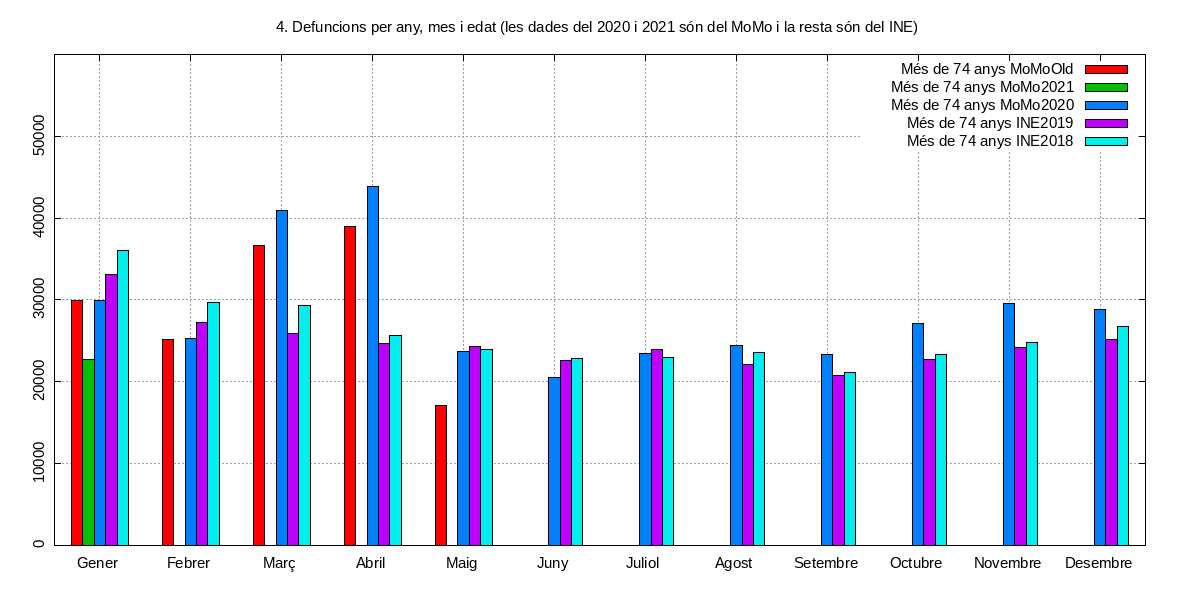 4. Defuncions per any, mes i edat (les dades del 2020 i 2021 són del MoMo i la resta són del INE)
Més de 74 anys MoMoOld
Més de 74 anys MoMo2021
Més de 74 anys MoMo2020
Més de 74 anys INE2019
Més de 74 anys INE2018
50000
40000
30000
20000
10000
0
Gener Febrer Març Abril Maig Juny Juliol Agost Setembre Octubre Novembre Desembre